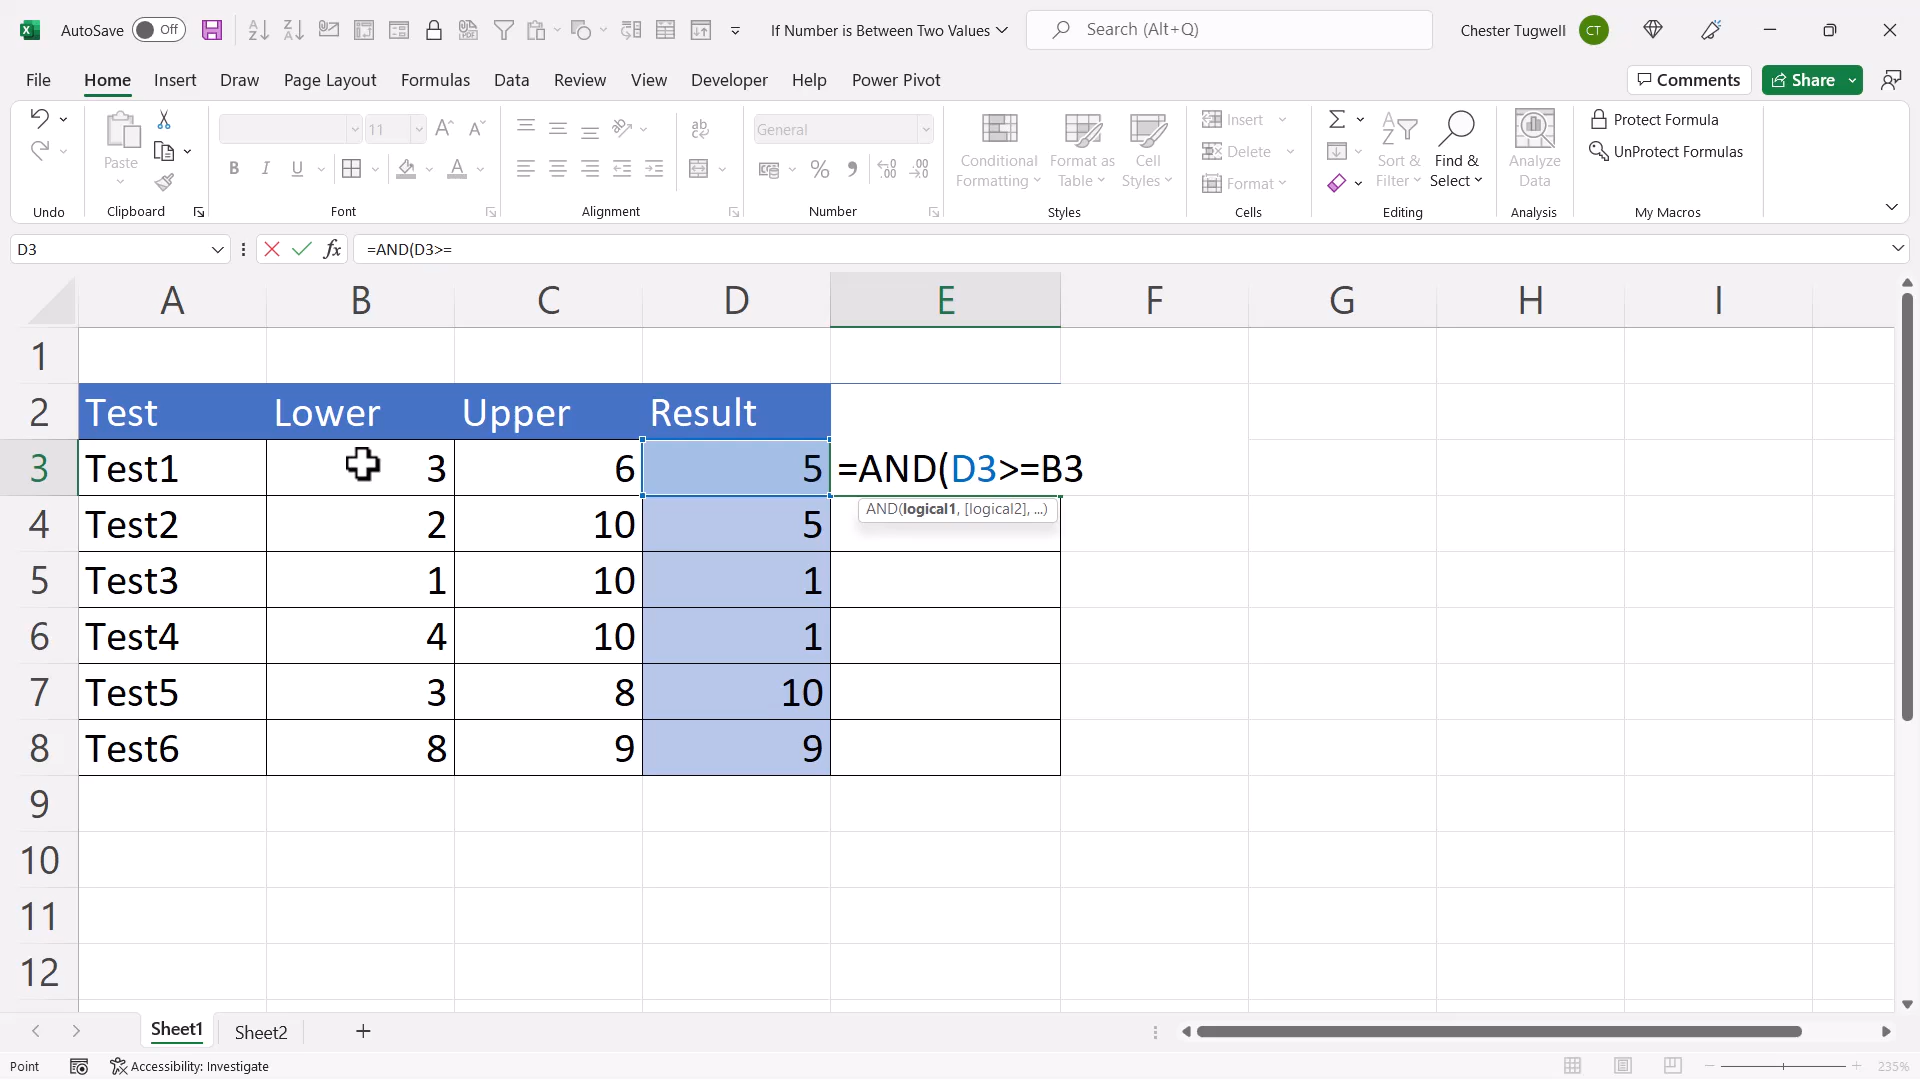 AutoSave Off If Number is Between Two Values Search (Alt+Q) Chester Tugwell CT
File Home Insert Draw Page Layout Formulas Data Review View Developer Help Power Pivot Comments Share
Paste 11 General Conditional Formatting Format as Table Cell Styles Insert Delete Format Sort & Filter Find & Select Analyze Data Protect Formula UnProtect Formulas
Undo Clipboard Font Alignment Number Styles Cells Editing Analysis My Macros
D3 fx =AND(D3>=
A B C D E F G H I
1
2 Test Lower Upper Result
3 Test1 3 6 5 =AND(D3>=B3
AND(logical1, [logical2], ...)
4 Test2 2 10 5
5 Test3 1 10 1
6 Test4 4 10 1
7 Test5 3 8 10
8 Test6 8 9 9
9
10
11
12
Sheet1 Sheet2
Point Accessibility: Investigate 235%